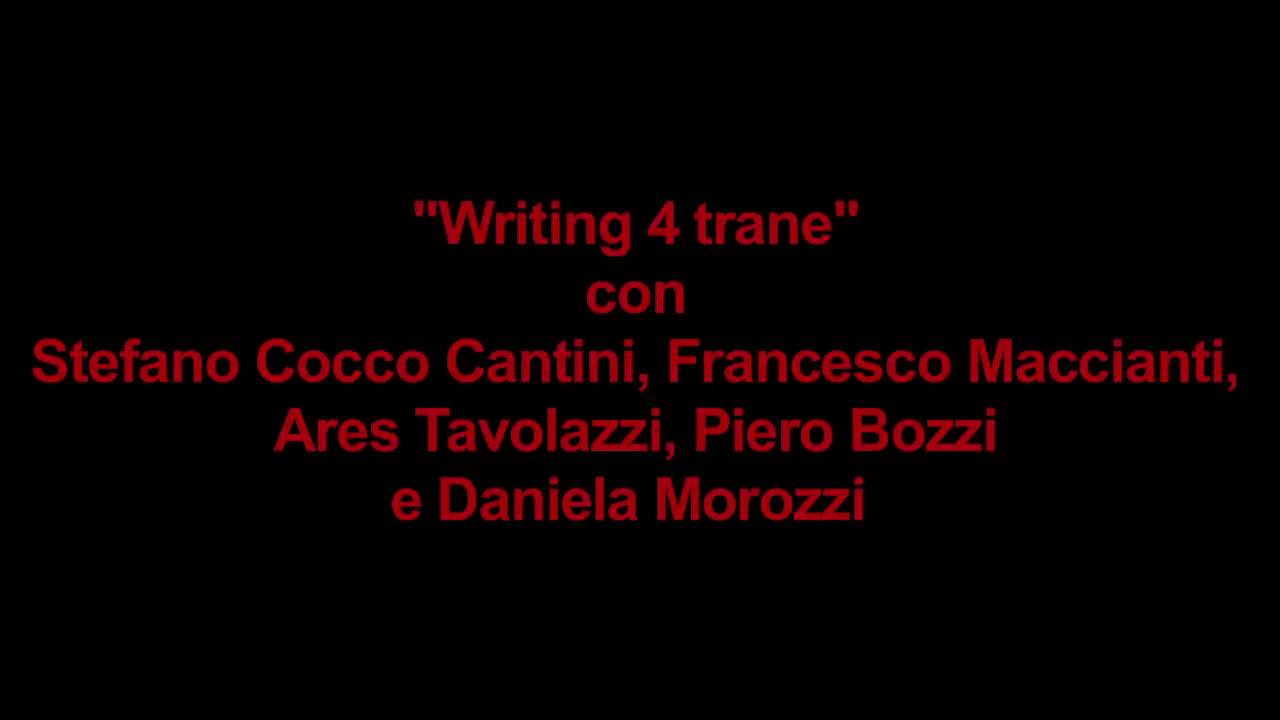 "Writing 4 trane"
con
Stefano Cocco Cantini, Francesco Maccianti,
Ares Tavolazzi, Piero Bozzi
e Daniela Morozzi